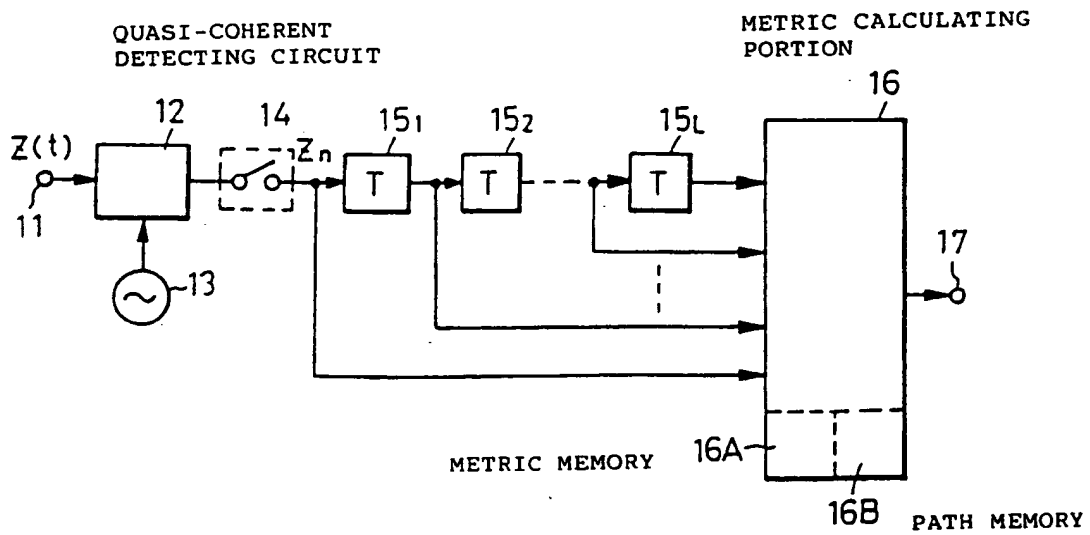 QUASI-COHERENT
DETECTING CIRCUIT
METRIC CALCULATING
PORTION
12
14
15₁
15₂
15L
16
Z(t)
Zn
T
T
T
11
13
17
METRIC MEMORY
16A
16B
PATH MEMORY